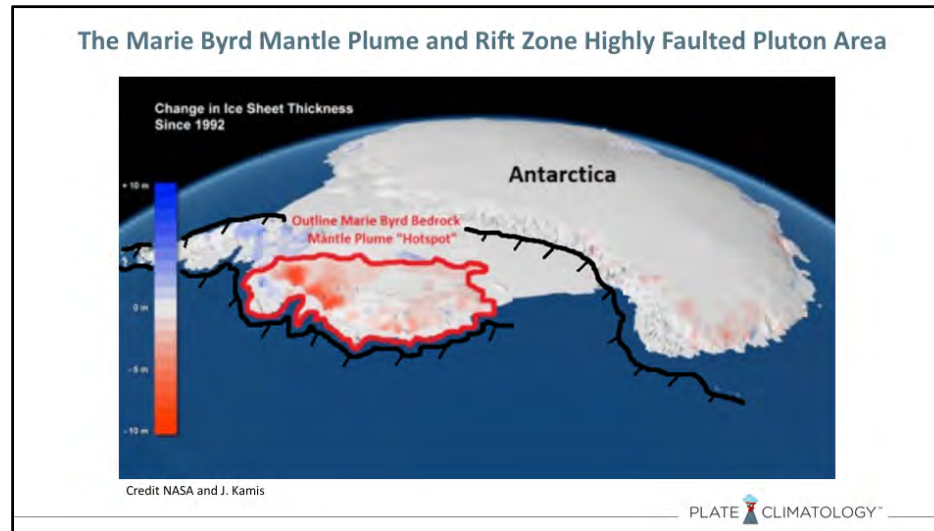 The Marie Byrd Mantle Plume and Rift Zone Highly Faulted Pluton Area
Change in Ice Sheet Thickness
Since 1992
Antarctica
+ 10 m
Outline Marie Byrd Bedrock
Mantle Plume "Hotspot"
0 m
- 5 m
- 10 m
Credit NASA and J. Kamis
PLATE CLIMATOLOGY™